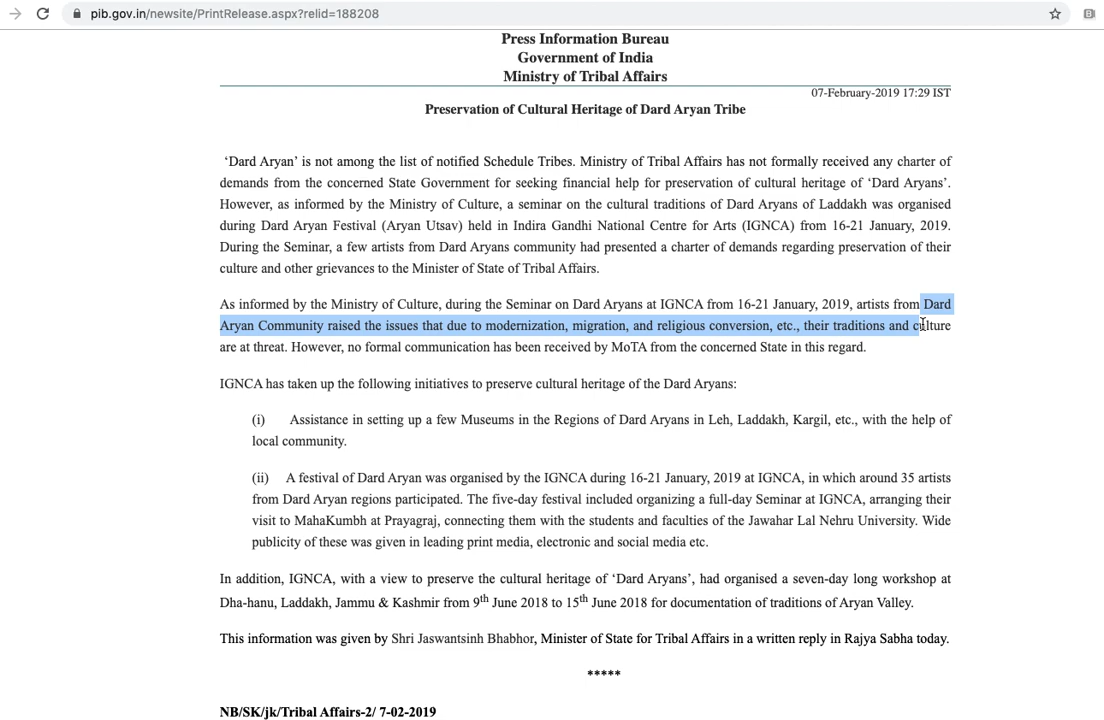 pib.gov.in/newsite/PrintRelease.aspx?relid=188208
Press Information Bureau
Government of India
Ministry of Tribal Affairs
07-February-2019 17:29 IST
Preservation of Cultural Heritage of Dard Aryan Tribe
‘Dard Aryan’ is not among the list of notified Schedule Tribes. Ministry of Tribal Affairs has not formally received any charter of
demands from the concerned State Government for seeking financial help for preservation of cultural heritage of ‘Dard Aryans’.
However, as informed by the Ministry of Culture, a seminar on the cultural traditions of Dard Aryans of Laddakh was organised
during Dard Aryan Festival (Aryan Utsav) held in Indira Gandhi National Centre for Arts (IGNCA) from 16-21 January, 2019.
During the Seminar, a few artists from Dard Aryans community had presented a charter of demands regarding preservation of their
culture and other grievances to the Minister of State of Tribal Affairs.
As informed by the Ministry of Culture, during the Seminar on Dard Aryans at IGNCA from 16-21 January, 2019, artists from Dard
Aryan Community raised the issues that due to modernization, migration, and religious conversion, etc., their traditions and culture
are at threat. However, no formal communication has been received by MoTA from the concerned State in this regard.
IGNCA has taken up the following initiatives to preserve cultural heritage of the Dard Aryans:
(i) Assistance in setting up a few Museums in the Regions of Dard Aryans in Leh, Laddakh, Kargil, etc., with the help of
local community.
(ii) A festival of Dard Aryan was organised by the IGNCA during 16-21 January, 2019 at IGNCA, in which around 35 artists
from Dard Aryan regions participated. The five-day festival included organizing a full-day Seminar at IGNCA, arranging their
visit to MahaKumbh at Prayagraj, connecting them with the students and faculties of the Jawahar Lal Nehru University. Wide
publicity of these was given in leading print media, electronic and social media etc.
In addition, IGNCA, with a view to preserve the cultural heritage of ‘Dard Aryans’, had organised a seven-day long workshop at
Dha-hanu, Laddakh, Jammu & Kashmir from 9th June 2018 to 15th June 2018 for documentation of traditions of Aryan Valley.
This information was given by Shri Jaswantsinh Bhabhor, Minister of State for Tribal Affairs in a written reply in Rajya Sabha today.
*****
NB/SK/jk/Tribal Affairs-2/ 7-02-2019